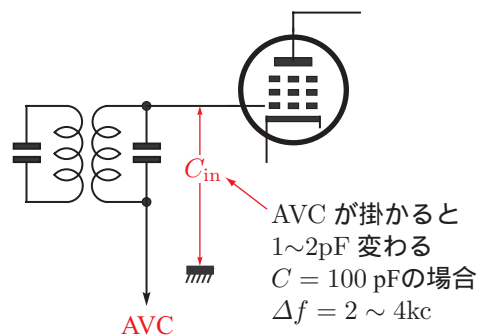 C_in
AVC が掛かると
1~2pF 変わる
C = 100 pFの場合
Δf = 2 ~ 4kc
AVC